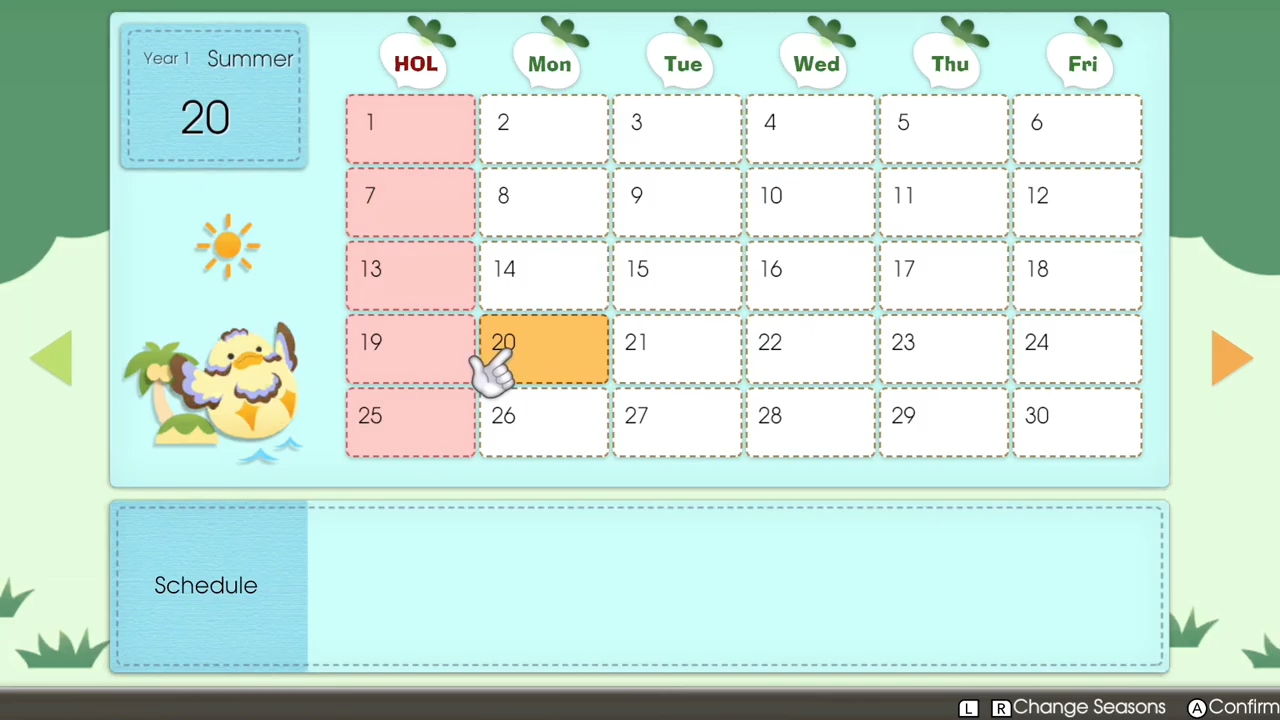 Year 1 Summer
20
HOL Mon Tue Wed Thu Fri
1 2 3 4 5 6
7 8 9 10 11 12
13 14 15 16 17 18
19 20 21 22 23 24
25 26 27 28 29 30
Schedule
L R Change Seasons A Confirm